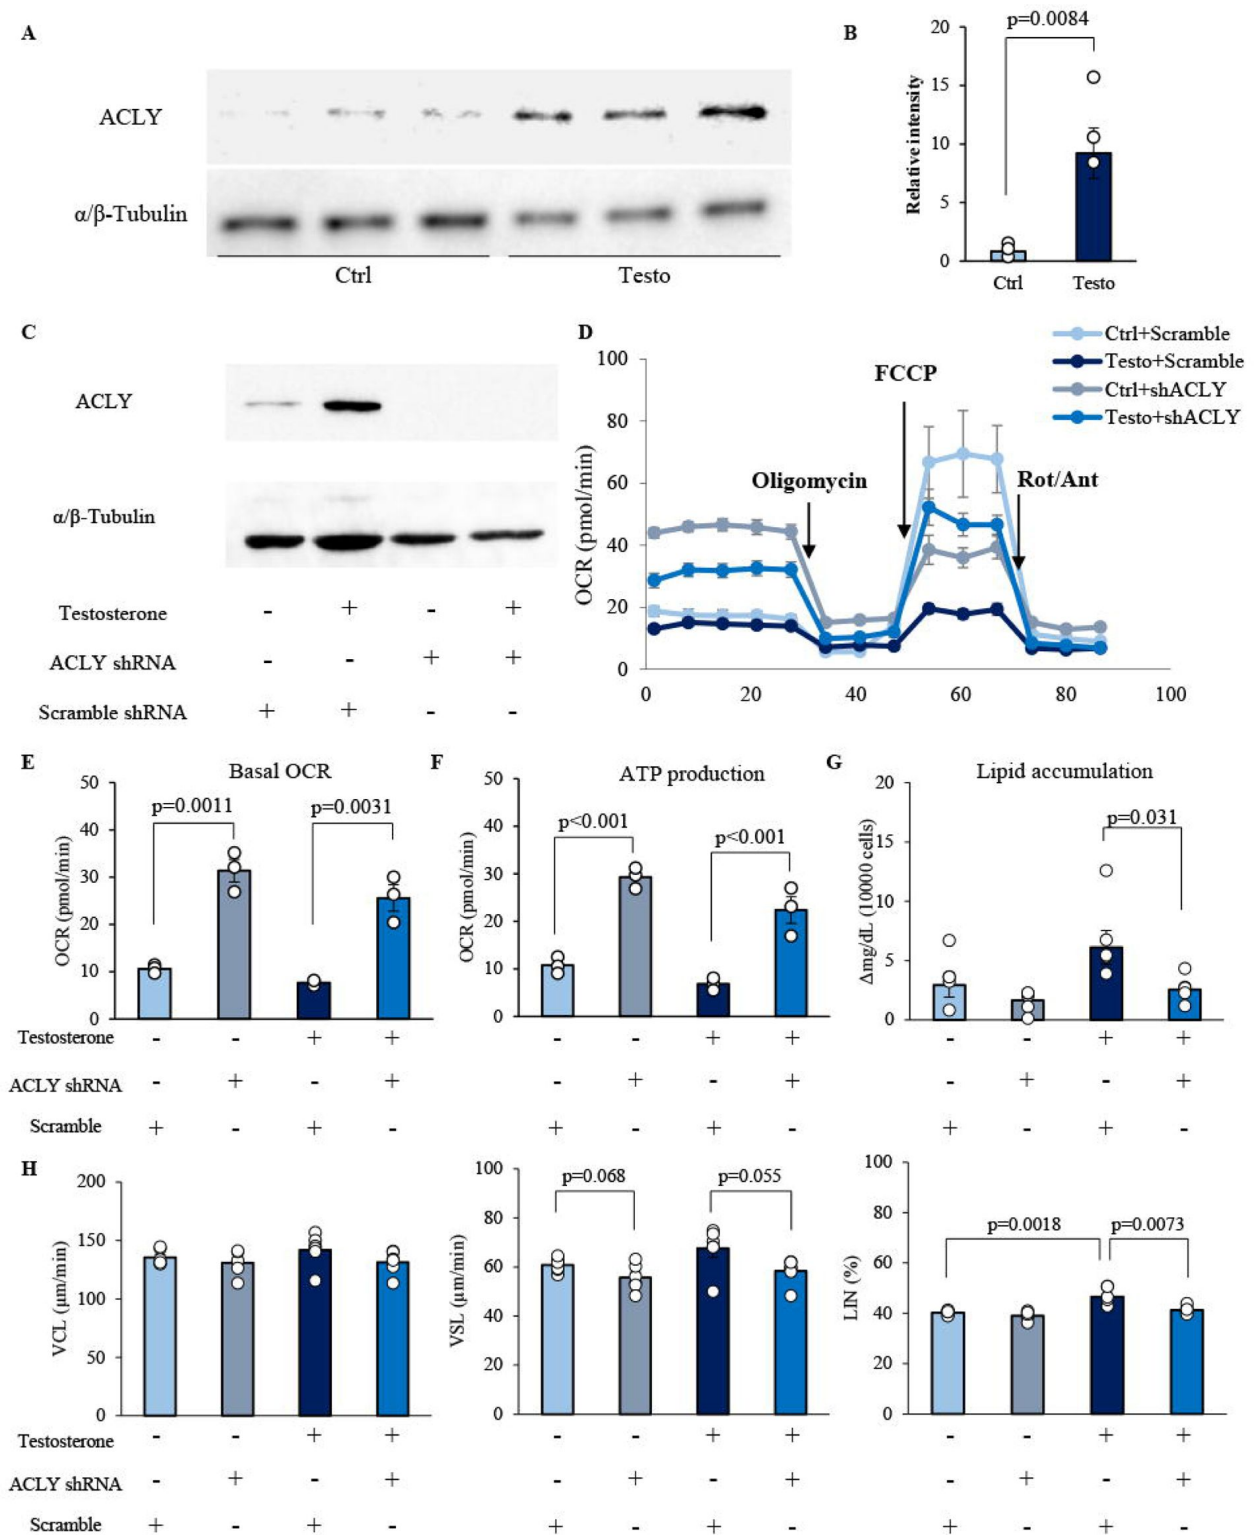 A
ACLY
α/β-Tubulin
Ctrl
Testo
B
p=0.0084
Relative intensity
20
15
10
5
0
Ctrl
Testo
C
ACLY
α/β-Tubulin
Testosterone - + - +
ACLY shRNA - - + +
Scramble shRNA + + - -
D
Ctrl+Scramble
Testo+Scramble
Ctrl+shACLY
Testo+shACLY
FCCP
Oligomycin
Rot/Ant
OCR (pmol/min)
100
80
60
40
20
0
0 20 40 60 80 100
E
Basal OCR
p=0.0011
p=0.0031
OCR (pmol/min)
50
40
30
20
10
0
Testosterone - - + +
ACLY shRNA - + - +
Scramble + - + -
F
ATP production
p<0.001
p<0.001
OCR (pmol/min)
50
40
30
20
10
0
- - + +
- + - +
+ - + -
G
Lipid accumulation
p=0.031
Δmg/dL (10000 cells)
20
15
10
5
0
- - + +
- + - +
+ - + -
H
VCL (μm/min)
200
150
100
50
0
Testosterone - - + +
ACLY shRNA - + - +
Scramble + - + -
p=0.068
p=0.055
VSL (μm/min)
100
80
60
40
20
0
- - + +
- + - +
+ - + -
p=0.0018
p=0.0073
LIN (%)
100
80
60
40
20
0
- - + +
- + - +
+ - + -